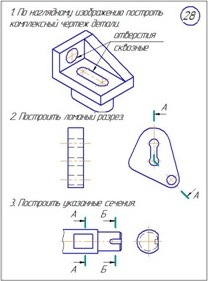 1. По наглядному изображению построить
комплексный чертеж детали.
28
отверстия
сквозные
2. Построить ломаный разрез.
А
А
3. Построить указанные сечения.
А Б
А Б